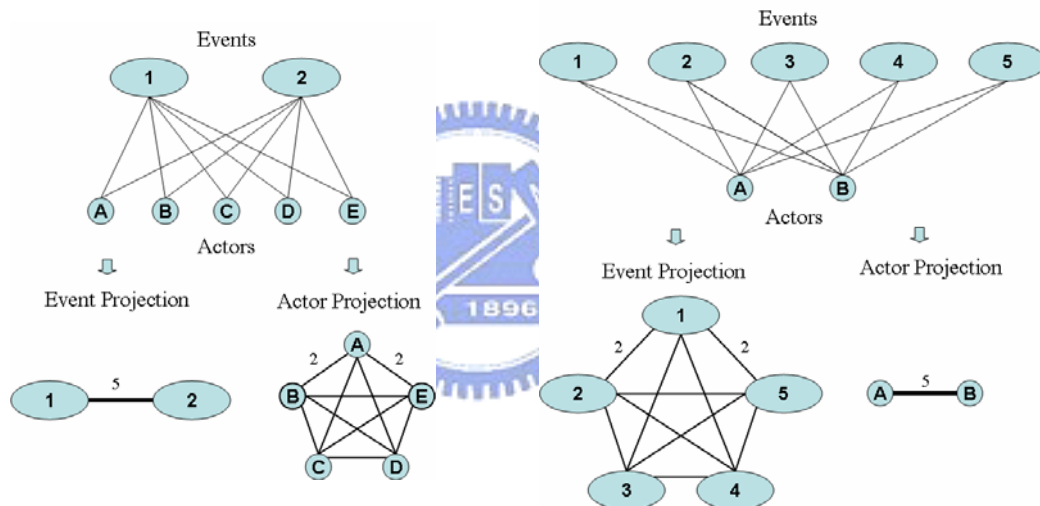 Events
1 2
A B C D E
Actors
Event Projection
Actor Projection
5
1 2
2 2
A
B E
C D
Events
1 2 3 4 5
A B
Actors
Event Projection
Actor Projection
1
2 2
2 5
3 4
5
A B
E S
1896